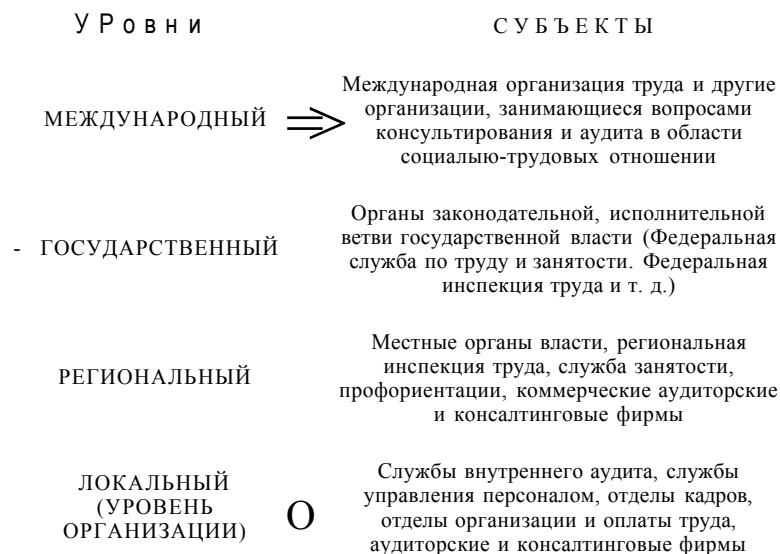 УРовни
СУБЪЕКТЫ
МЕЖДУНАРОДНЫЙ
Международная организация труда и другие
организации, занимающиеся вопросами
консультирования и аудита в области
социалыю-трудовых отношении
- ГОСУДАРСТВЕННЫЙ
Органы законодательной, исполнительной
ветви государственной власти (Федеральная
служба по труду и занятости. Федеральная
инспекция труда и т. д.)
РЕГИОНАЛЬНЫЙ
Местные органы власти, региональная
инспекция труда, служба занятости,
профориентации, коммерческие аудиторские
и консалтинговые фирмы
ЛОКАЛЬНЫЙ
(УРОВЕНЬ
ОРГАНИЗАЦИИ)
О
Службы внутреннего аудита, службы
управления персоналом, отделы кадров,
отделы организации и оплаты труда,
аудиторские и консалтинговые фирмы